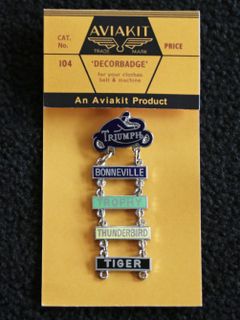 AVIAKIT
CAT. No.
TRADE MARK
PRICE
104 'DECORBADGE'
for your clothes
belt & machine
An Aviakit Product
TRIUMPH
BONNEVILLE
TROPHY
THUNDERBIRD
TIGER